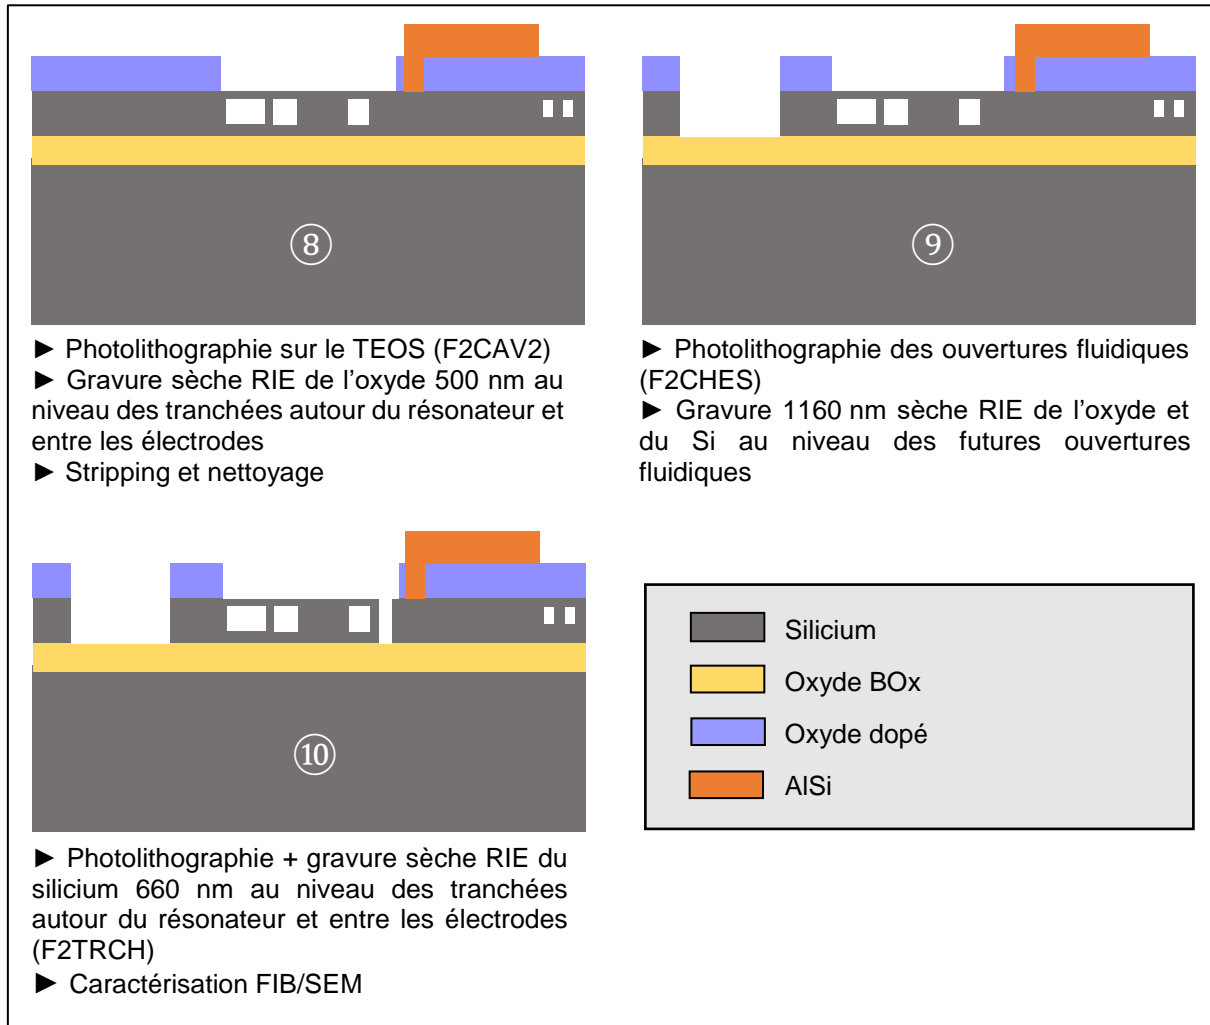 ⑧
► Photolithographie sur le TEOS (F2CAV2)
► Gravure sèche RIE de l'oxyde 500 nm au
niveau des tranchées autour du résonateur et
entre les électrodes
► Stripping et nettoyage
⑨
► Photolithographie des ouvertures fluidiques
(F2CHES)
► Gravure 1160 nm sèche RIE de l'oxyde et
du Si au niveau des futures ouvertures
fluidiques
⑩
► Photolithographie + gravure sèche RIE du
silicium 660 nm au niveau des tranchées
autour du résonateur et entre les électrodes
(F2TRCH)
► Caractérisation FIB/SEM
Silicium
Oxyde BOx
Oxyde dopé
AlSi